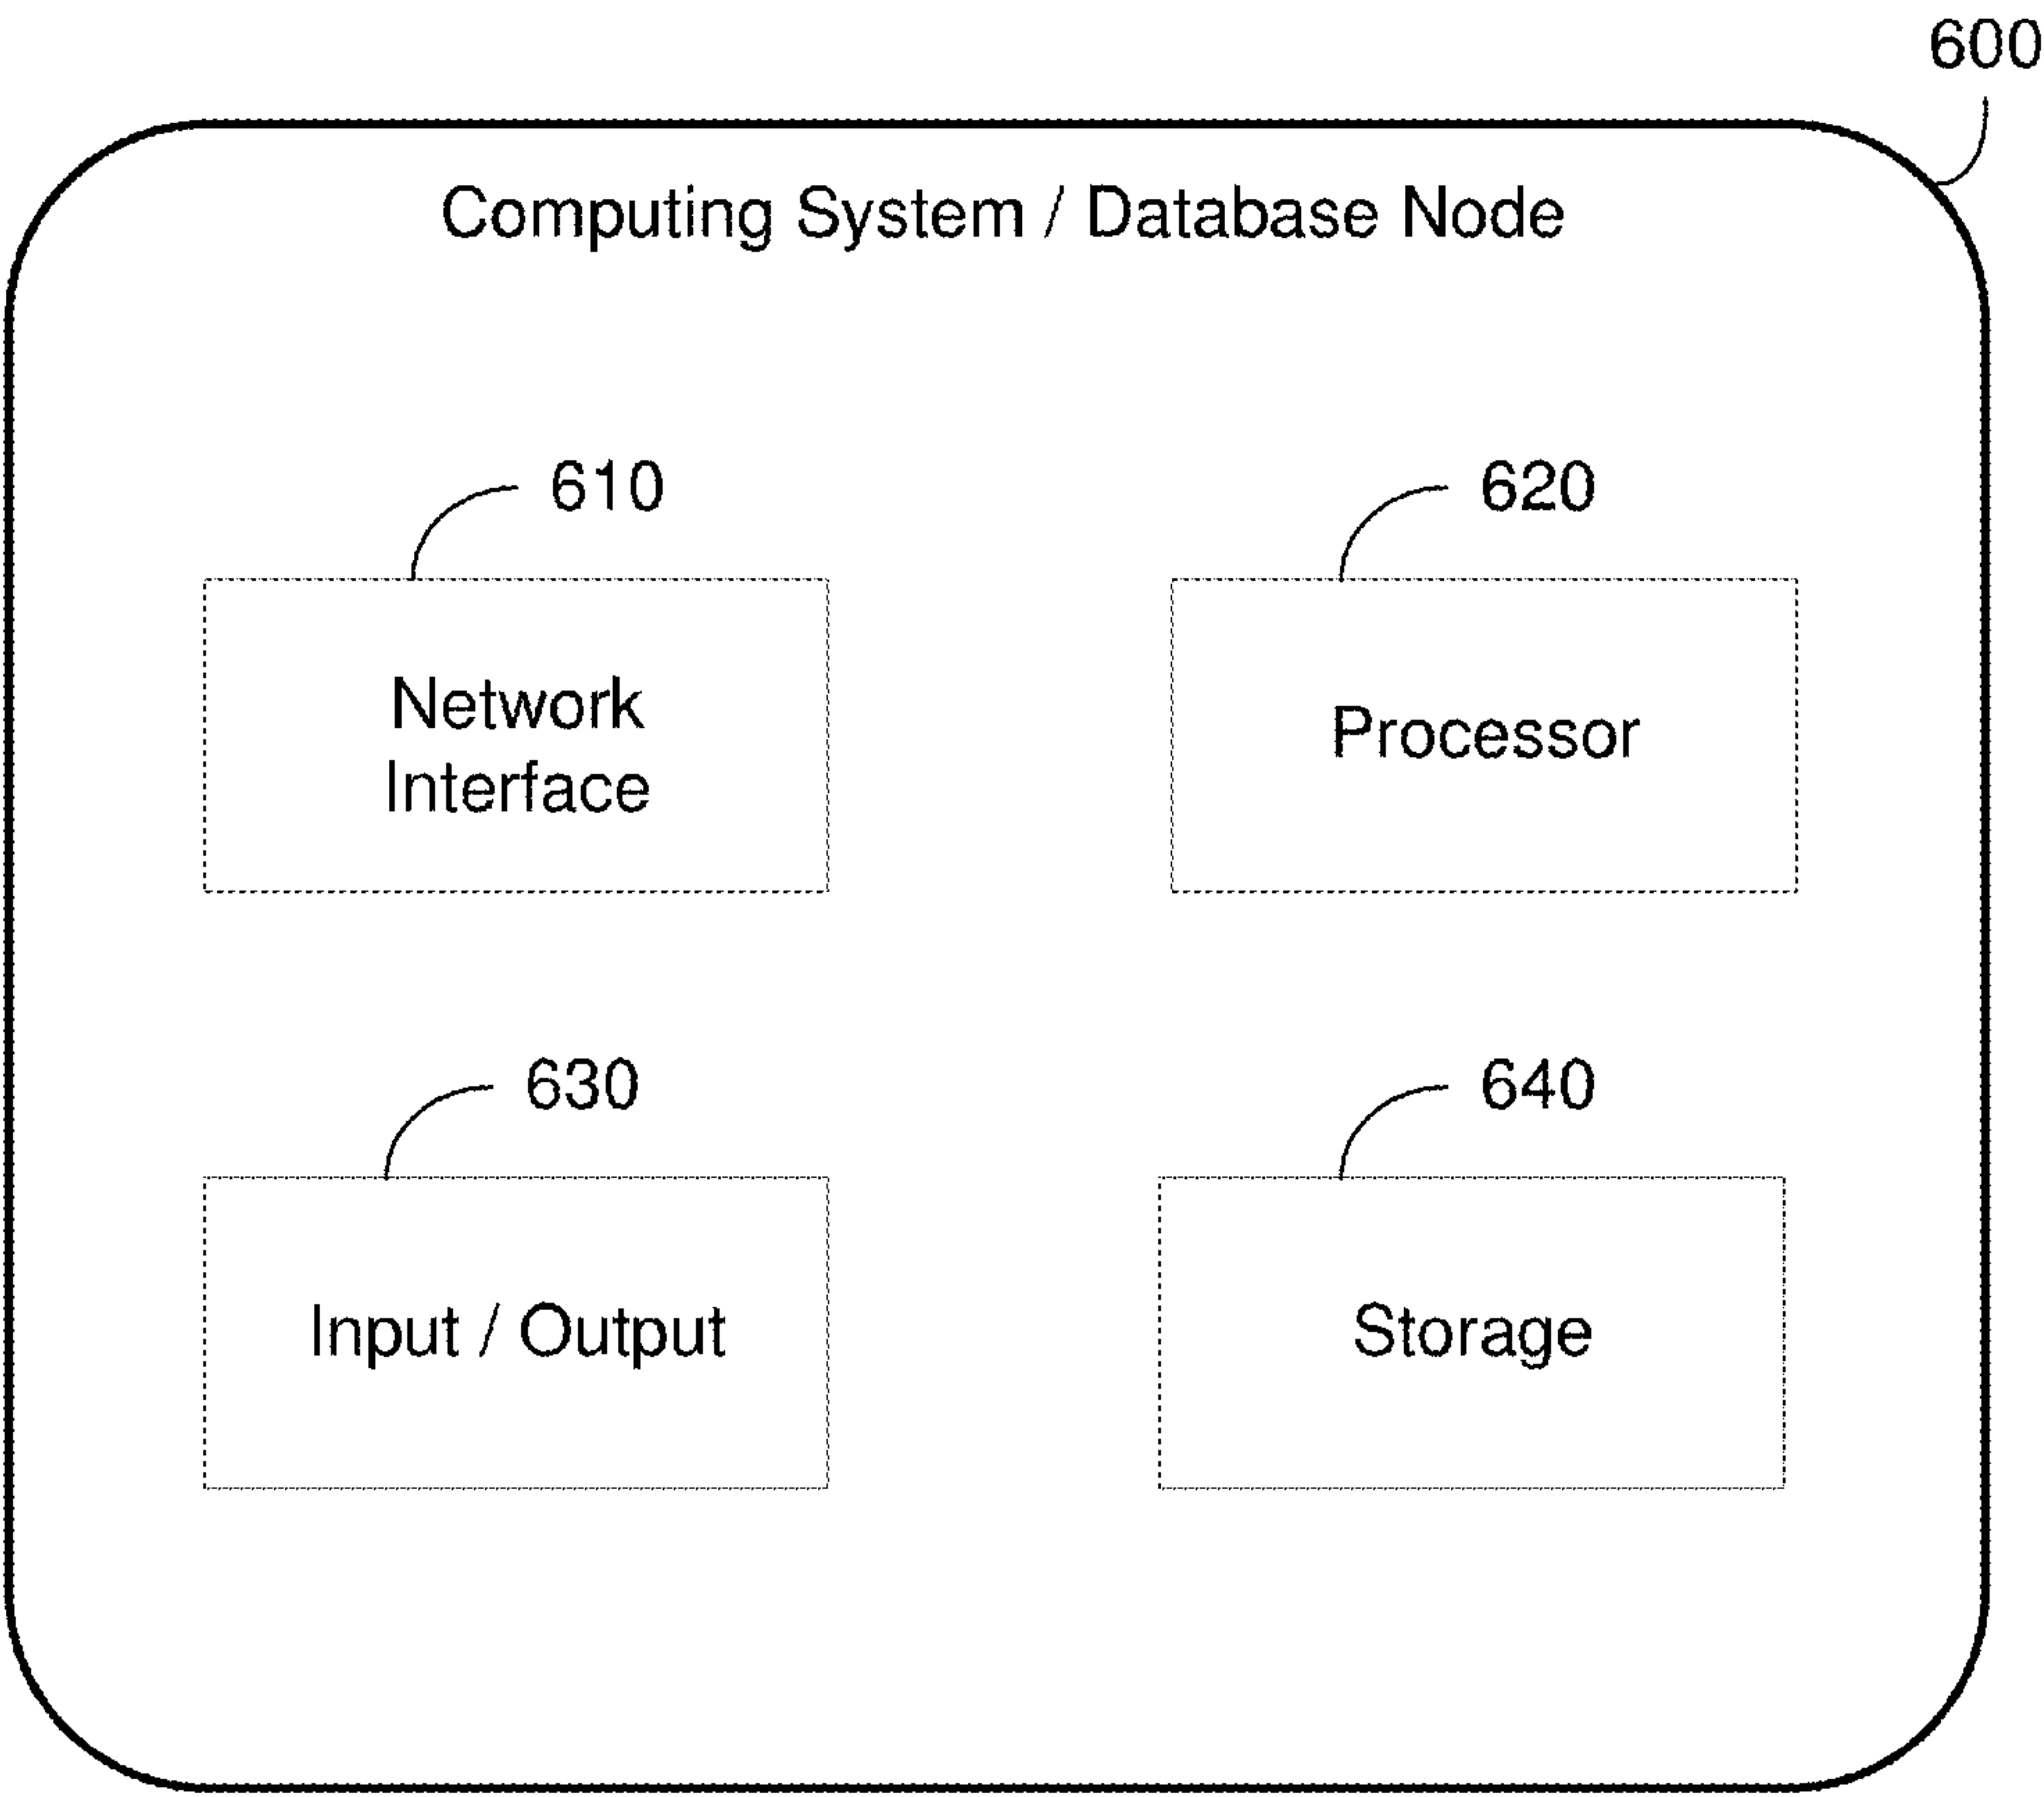 600
Computing System / Database Node
610
620
Network
Interface
Processor
630
640
Input / Output
Storage